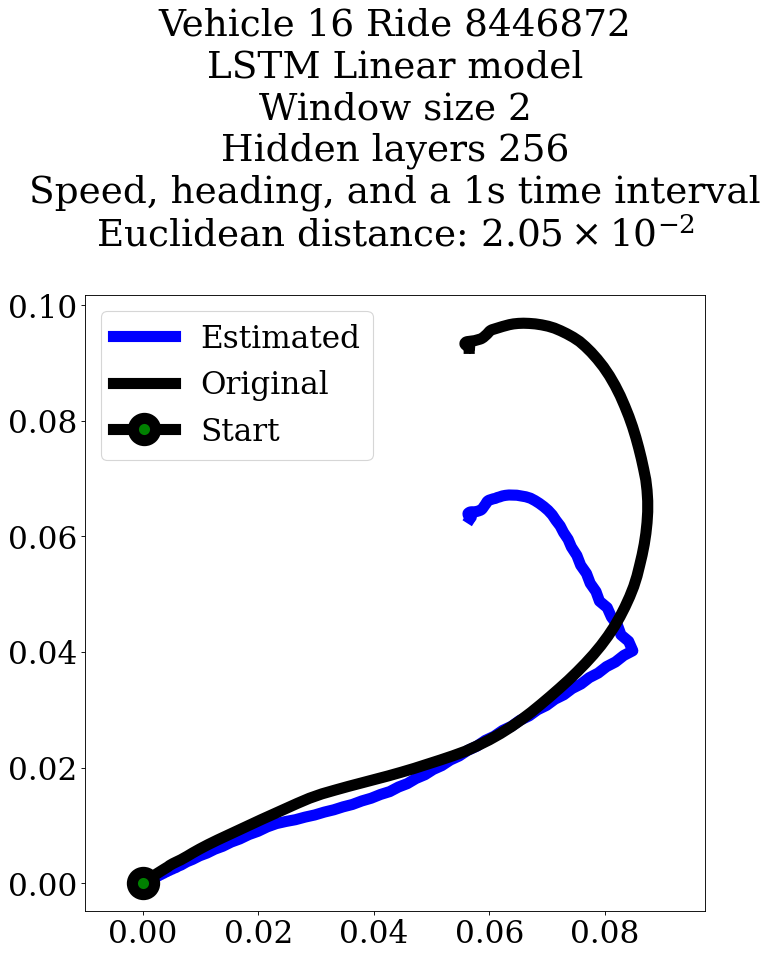 Vehicle 16 Ride 8446872
LSTM Linear model
Window size 2
Hidden layers 256
Speed, heading, and a 1s time interval
Euclidean distance: 2.05 × 10⁻²
Estimated
Original
Start
0.10
0.08
0.06
0.04
0.02
0.00
0.00 0.02 0.04 0.06 0.08